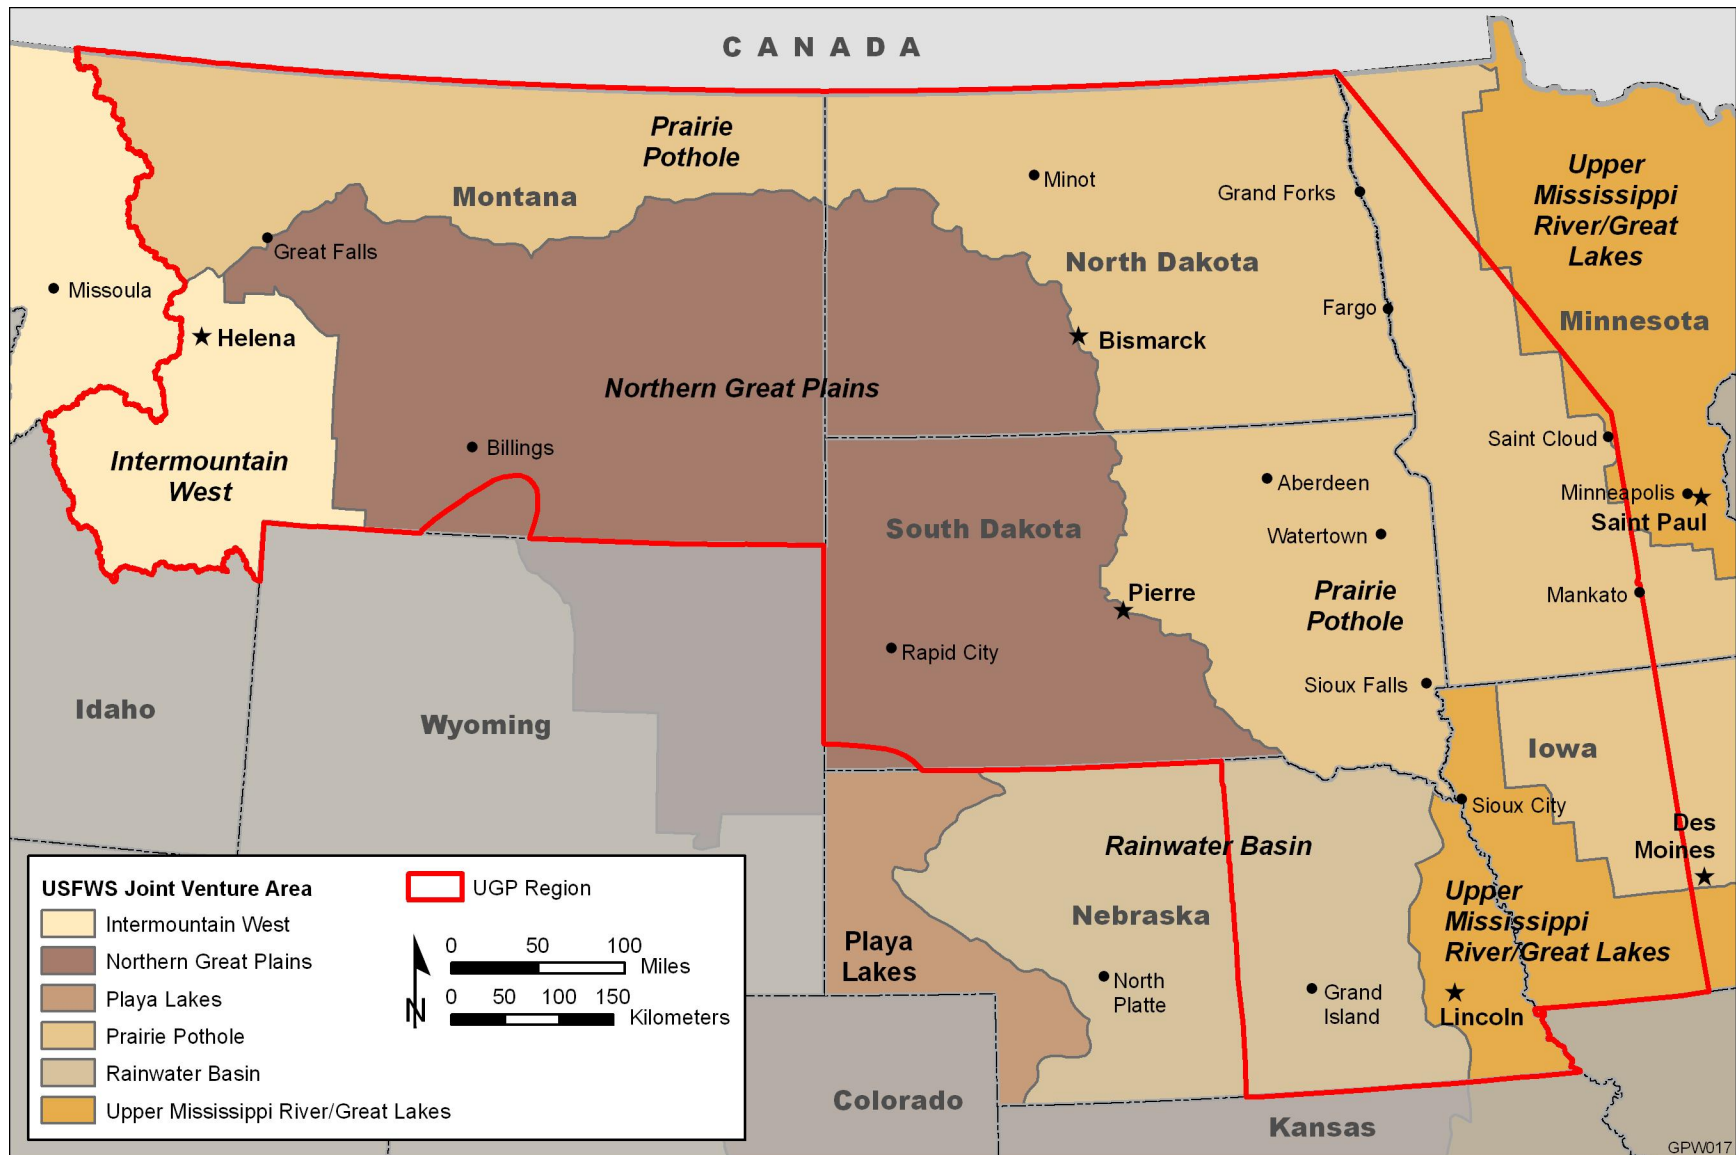 CANADA
Prairie
Pothole
Montana
Minot
Grand Forks
Upper
Mississippi
River/Great
Lakes
Great Falls
North Dakota
Missoula
Fargo
Minnesota
Helena
Bismarck
Northern Great Plains
Billings
Saint Cloud
Intermountain
West
Aberdeen
Minneapolis
Saint Paul
South Dakota
Watertown
Pierre
Prairie
Pothole
Mankato
Rapid City
Sioux Falls
Idaho
Wyoming
Iowa
Sioux City
Des
Moines
Rainwater Basin
Upper
Mississippi
River/Great Lakes
Nebraska
Playa
Lakes
North
Platte
Grand
Island
Lincoln
Colorado
Kansas
USFWS Joint Venture Area
Intermountain West
Northern Great Plains
Playa Lakes
Prairie Pothole
Rainwater Basin
Upper Mississippi River/Great Lakes
UGP Region
0 50 100
Miles
0 50 100 150
Kilometers
N
GPW017